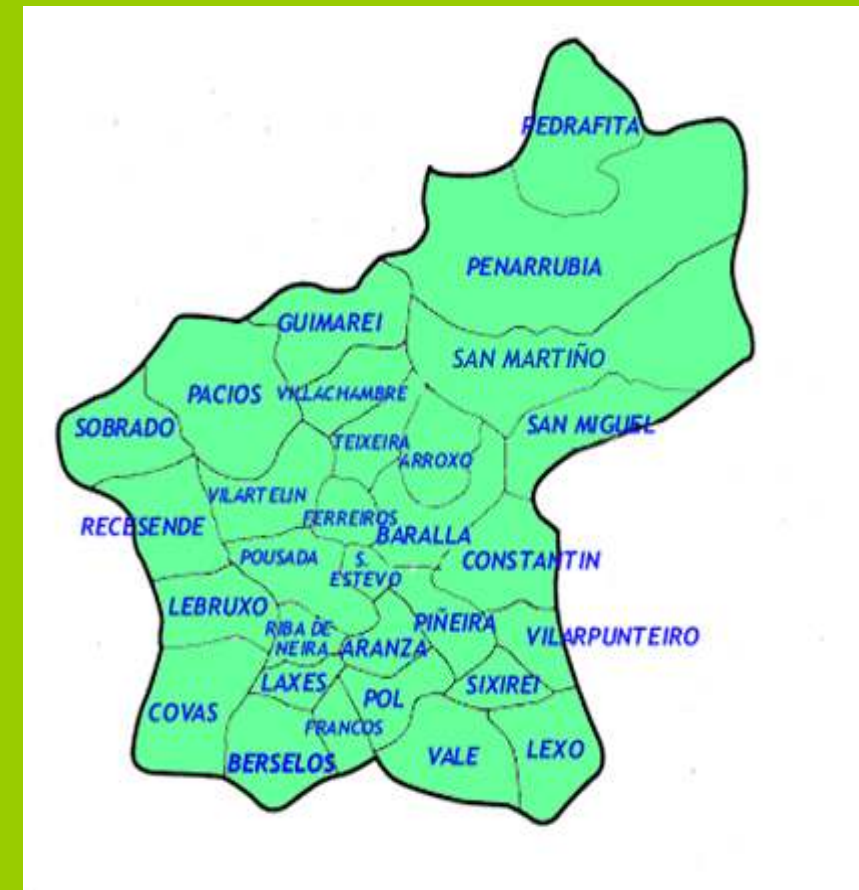 PEDRAFITA
PENARRUBIA
GUIMAREI
SAN MARTIÑO
PACIOS
VILLACHAMBRE
SOBRADO
SAN MIGUEL
TEIXEIRA
ARROXO
VILARTELIN
FERREIROS
RECESENDE
BARALLA
POUSADA
S.
ESTEVO
CONSTANTIN
LEBRUXO
RIBA DE
NEIRA
PIÑEIRA
VILARPUNTEIRO
ARANZA
LAXES
SIXIREI
POL
COVAS
FRANCOS
BERSELOS
VALE
LEXO